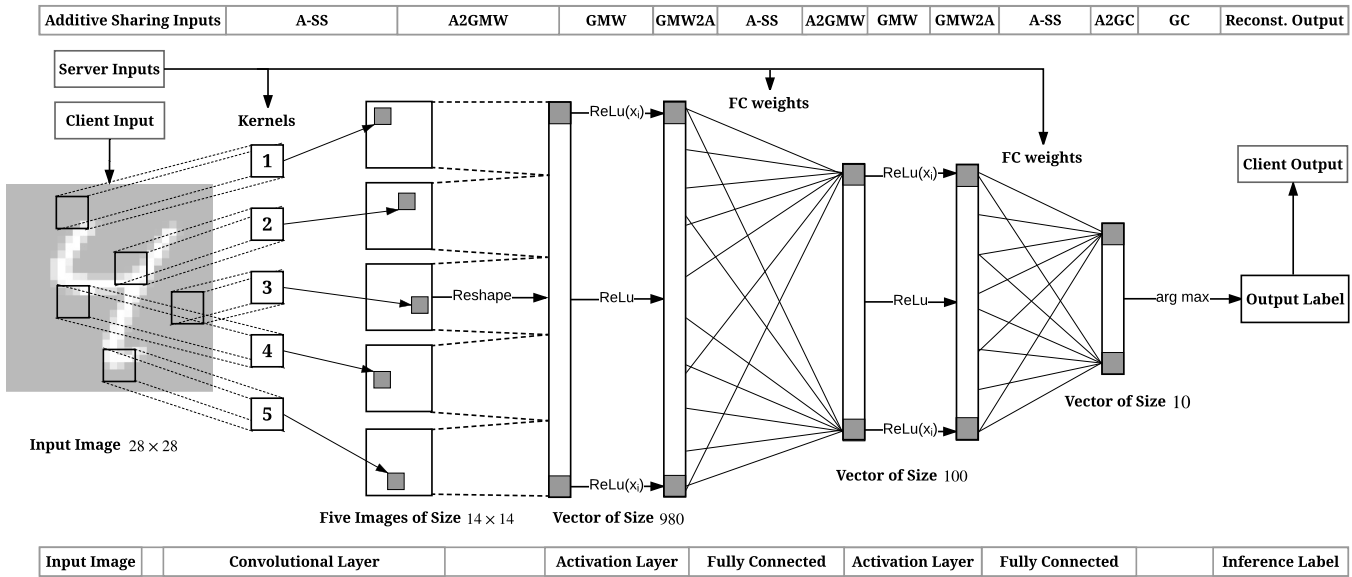 Additive Sharing Inputs A-SS A2GMW GMW GMW2A A-SS A2GMW GMW GMW2A A-SS A2GC GC Reconst. Output
Server Inputs
Client Input
Kernels
FC weights
FC weights
Client Output
1
2
3
4
5
ReLu(xᵢ)
ReLu(xᵢ)
Reshape
ReLu
ReLu
arg max
Output Label
ReLu(xᵢ)
ReLu(xᵢ)
Vector of Size 10
Input Image 28 × 28
Vector of Size 100
Five Images of Size 14 × 14
Vector of Size 980
Input Image Convolutional Layer Activation Layer Fully Connected Activation Layer Fully Connected Inference Label